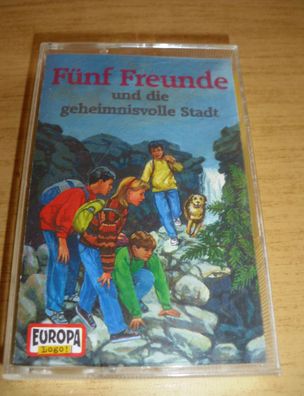 Fünf Freunde
und die
geheimnisvolle Stadt
EUROPA
Logo!